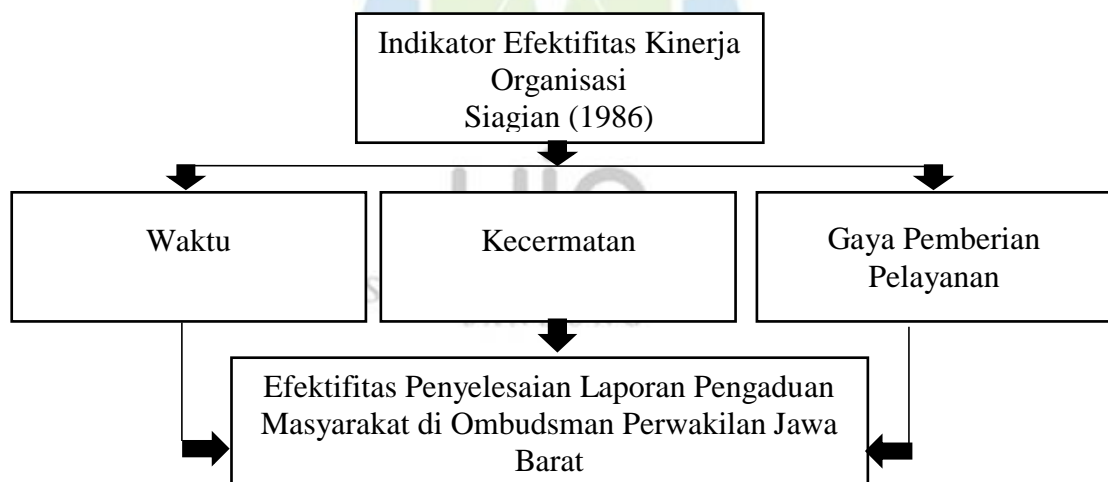 Indikator Efektifitas Kinerja
Organisasi
Siagian (1986)
Waktu
Kecermatan
Gaya Pemberian
Pelayanan
Efektifitas Penyelesaian Laporan Pengaduan
Masyarakat di Ombudsman Perwakilan Jawa
Barat